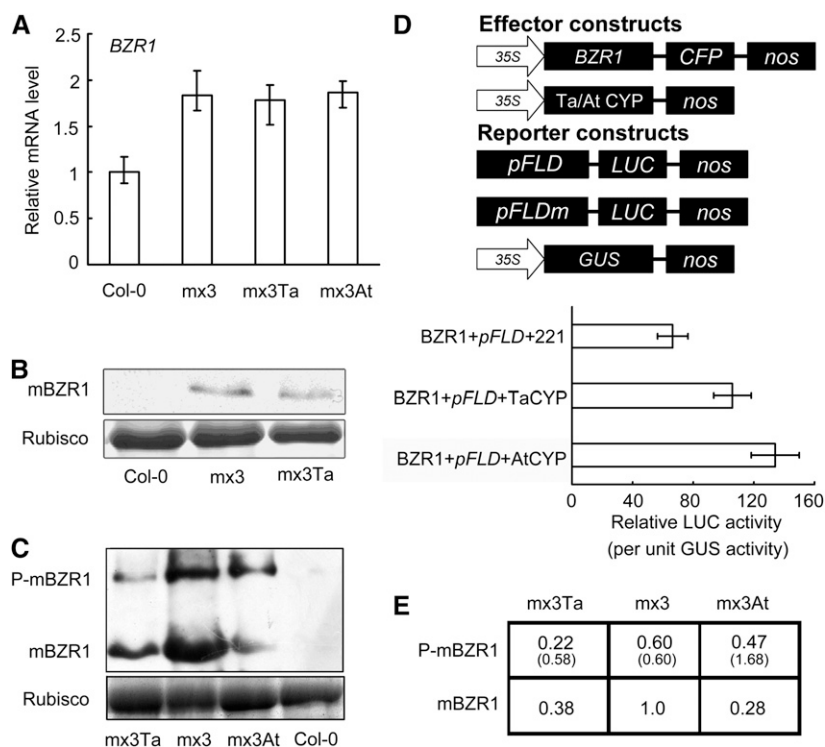 A
BZR1
Relative mRNA level
2.5
2
1.5
1
0.5
0
Col-0 mx3 mx3Ta mx3At
B
mBZR1
Rubisco
Col-0 mx3 mx3Ta
C
P-mBZR1
mBZR1
Rubisco
mx3Ta mx3 mx3At Col-0
D
Effector constructs
35S BZR1 CFP nos
35S Ta/At CYP nos
Reporter constructs
pFLD LUC nos
pFLDm LUC nos
35S GUS nos
BZR1+pFLD+221
BZR1+pFLD+TaCYP
BZR1+pFLD+AtCYP
0 40 80 120 160
Relative LUC activity
(per unit GUS activity)
E
mx3Ta mx3 mx3At
P-mBZR1 0.22 0.60 0.47
(0.58) (0.60) (1.68)
mBZR1 0.38 1.0 0.28